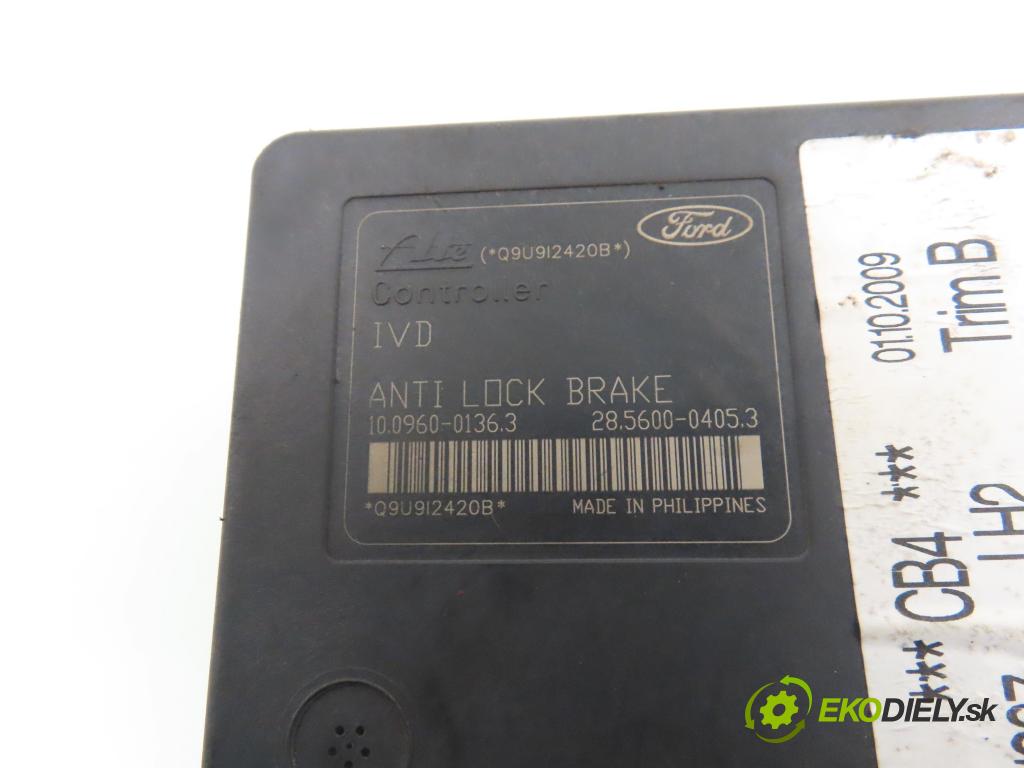 Ate (*Q9U9I2420B*) Ford
Controller
IVD
ANTI LOCK BRAKE
10.0960-0136.3 28.5600-0405.3
*Q9U9I2420B* MADE IN PHILIPPINES
01.10.2009
Trim B
*** CB4 ***
LH2
EKODIELY.sk